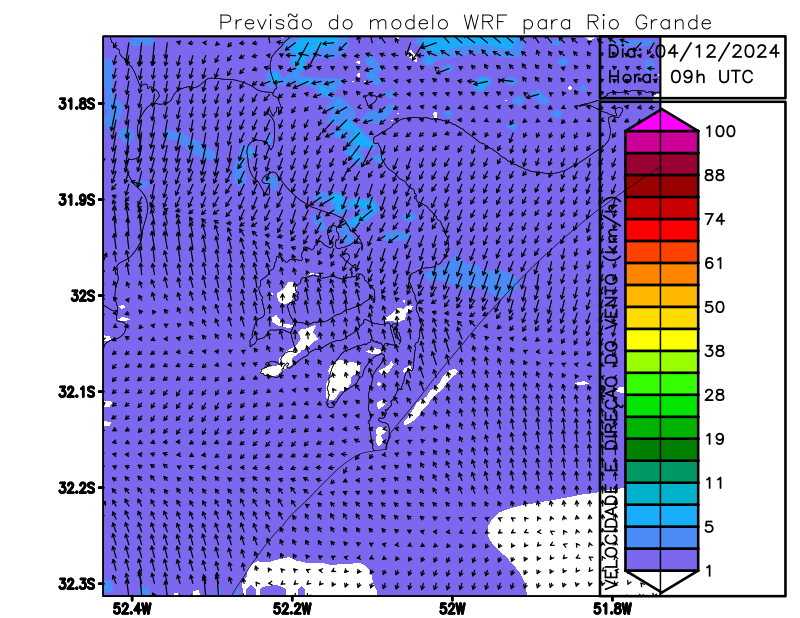 Previsão do modelo WRF para Rio Grande
Dia: 04/12/2024
Hora: 09h UTC
31.8S
31.9S
32S
32.1S
32.2S
32.3S
52.4W
52.2W
52W
51.8W
VELOCIDADE E DIREÇÃO DO VENTO (km/h)
100
88
74
61
50
38
28
19
11
5
1